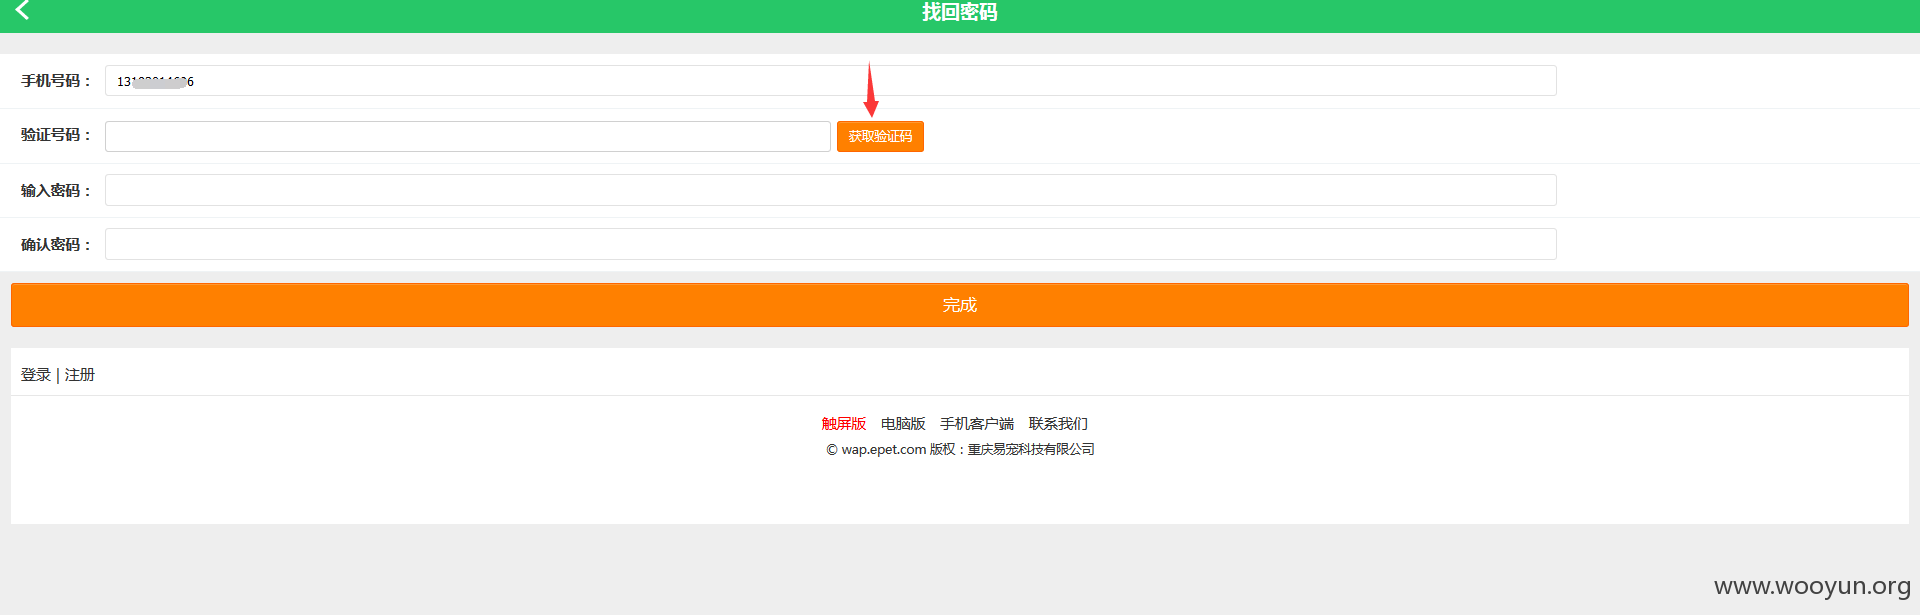 找回密码
手机号码：
验证号码： 获取验证码
输入密码：
确认密码：
完成
登录 | 注册
触屏版 电脑版 手机客户端 联系我们
© wap.epet.com 版权：重庆易宠科技有限公司
www.wooyun.org